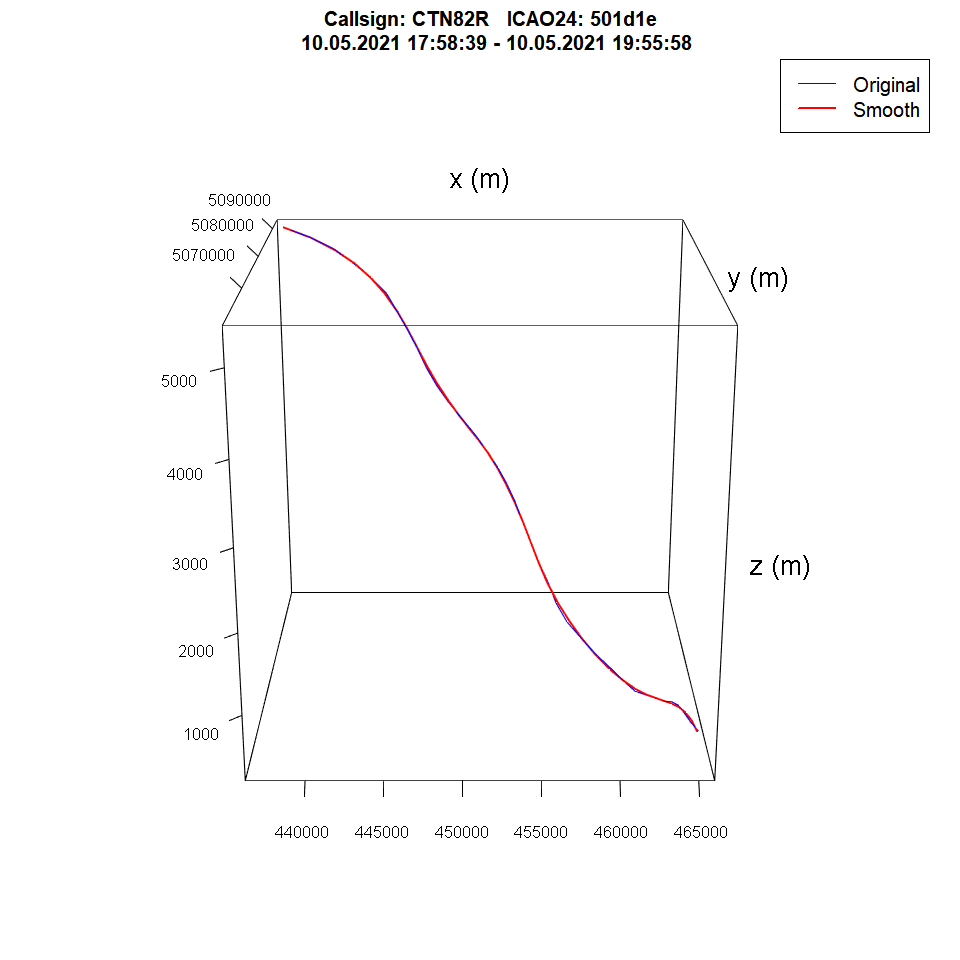 Callsign: CTN82R   ICAO24: 501d1e
10.05.2021 17:58:39 - 10.05.2021 19:55:58
Original
Smooth
x (m)
5090000
5080000
5070000
y (m)
5000
4000
3000
z (m)
2000
1000
440000 445000 450000 455000 460000 465000